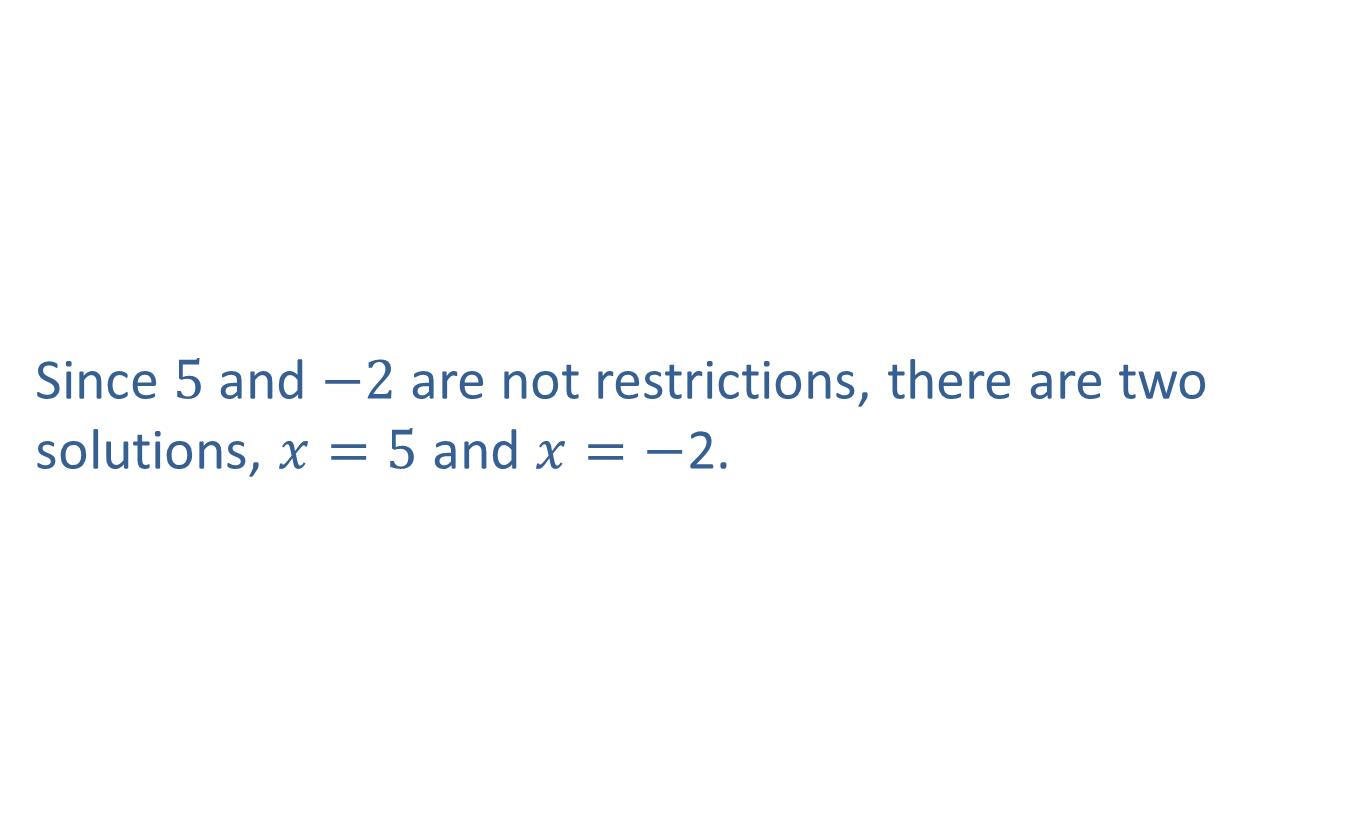 Since 5 and −2 are not restrictions, there are two
solutions, 𝑥 = 5 and 𝑥 = −2.